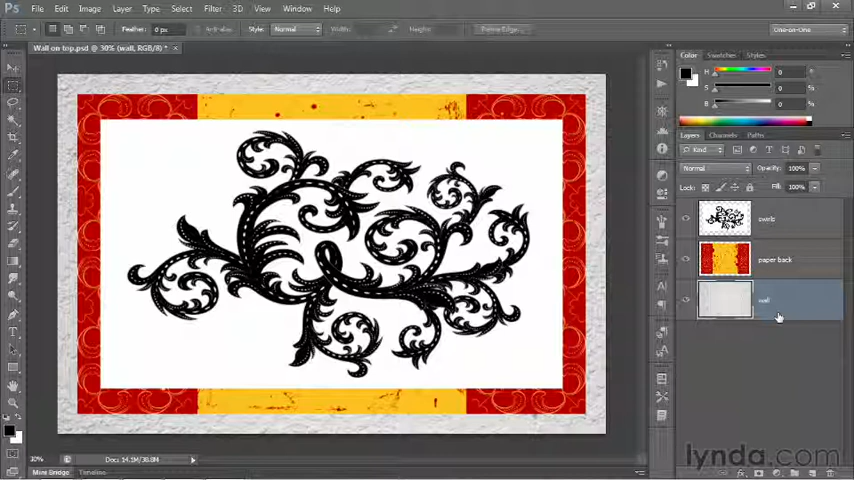 Ps File Edit Image Layer Type Select Filter 3D View Window Help
Feather: 0 px Anti-alias Style: Normal Width: Height: Refine Edge... One-on-One
Wall on top.psd @ 30% (wall, RGB/8) * ×
Color Swatches Styles
H 0 °
S 0 %
B 0 %
Layers Channels Paths
Kind
Normal Opacity: 100%
Lock: Fill: 100%
swirls
paper back
wall
30% Doc: 14.1M/38.8M
Mini Bridge Timeline
lynda.com